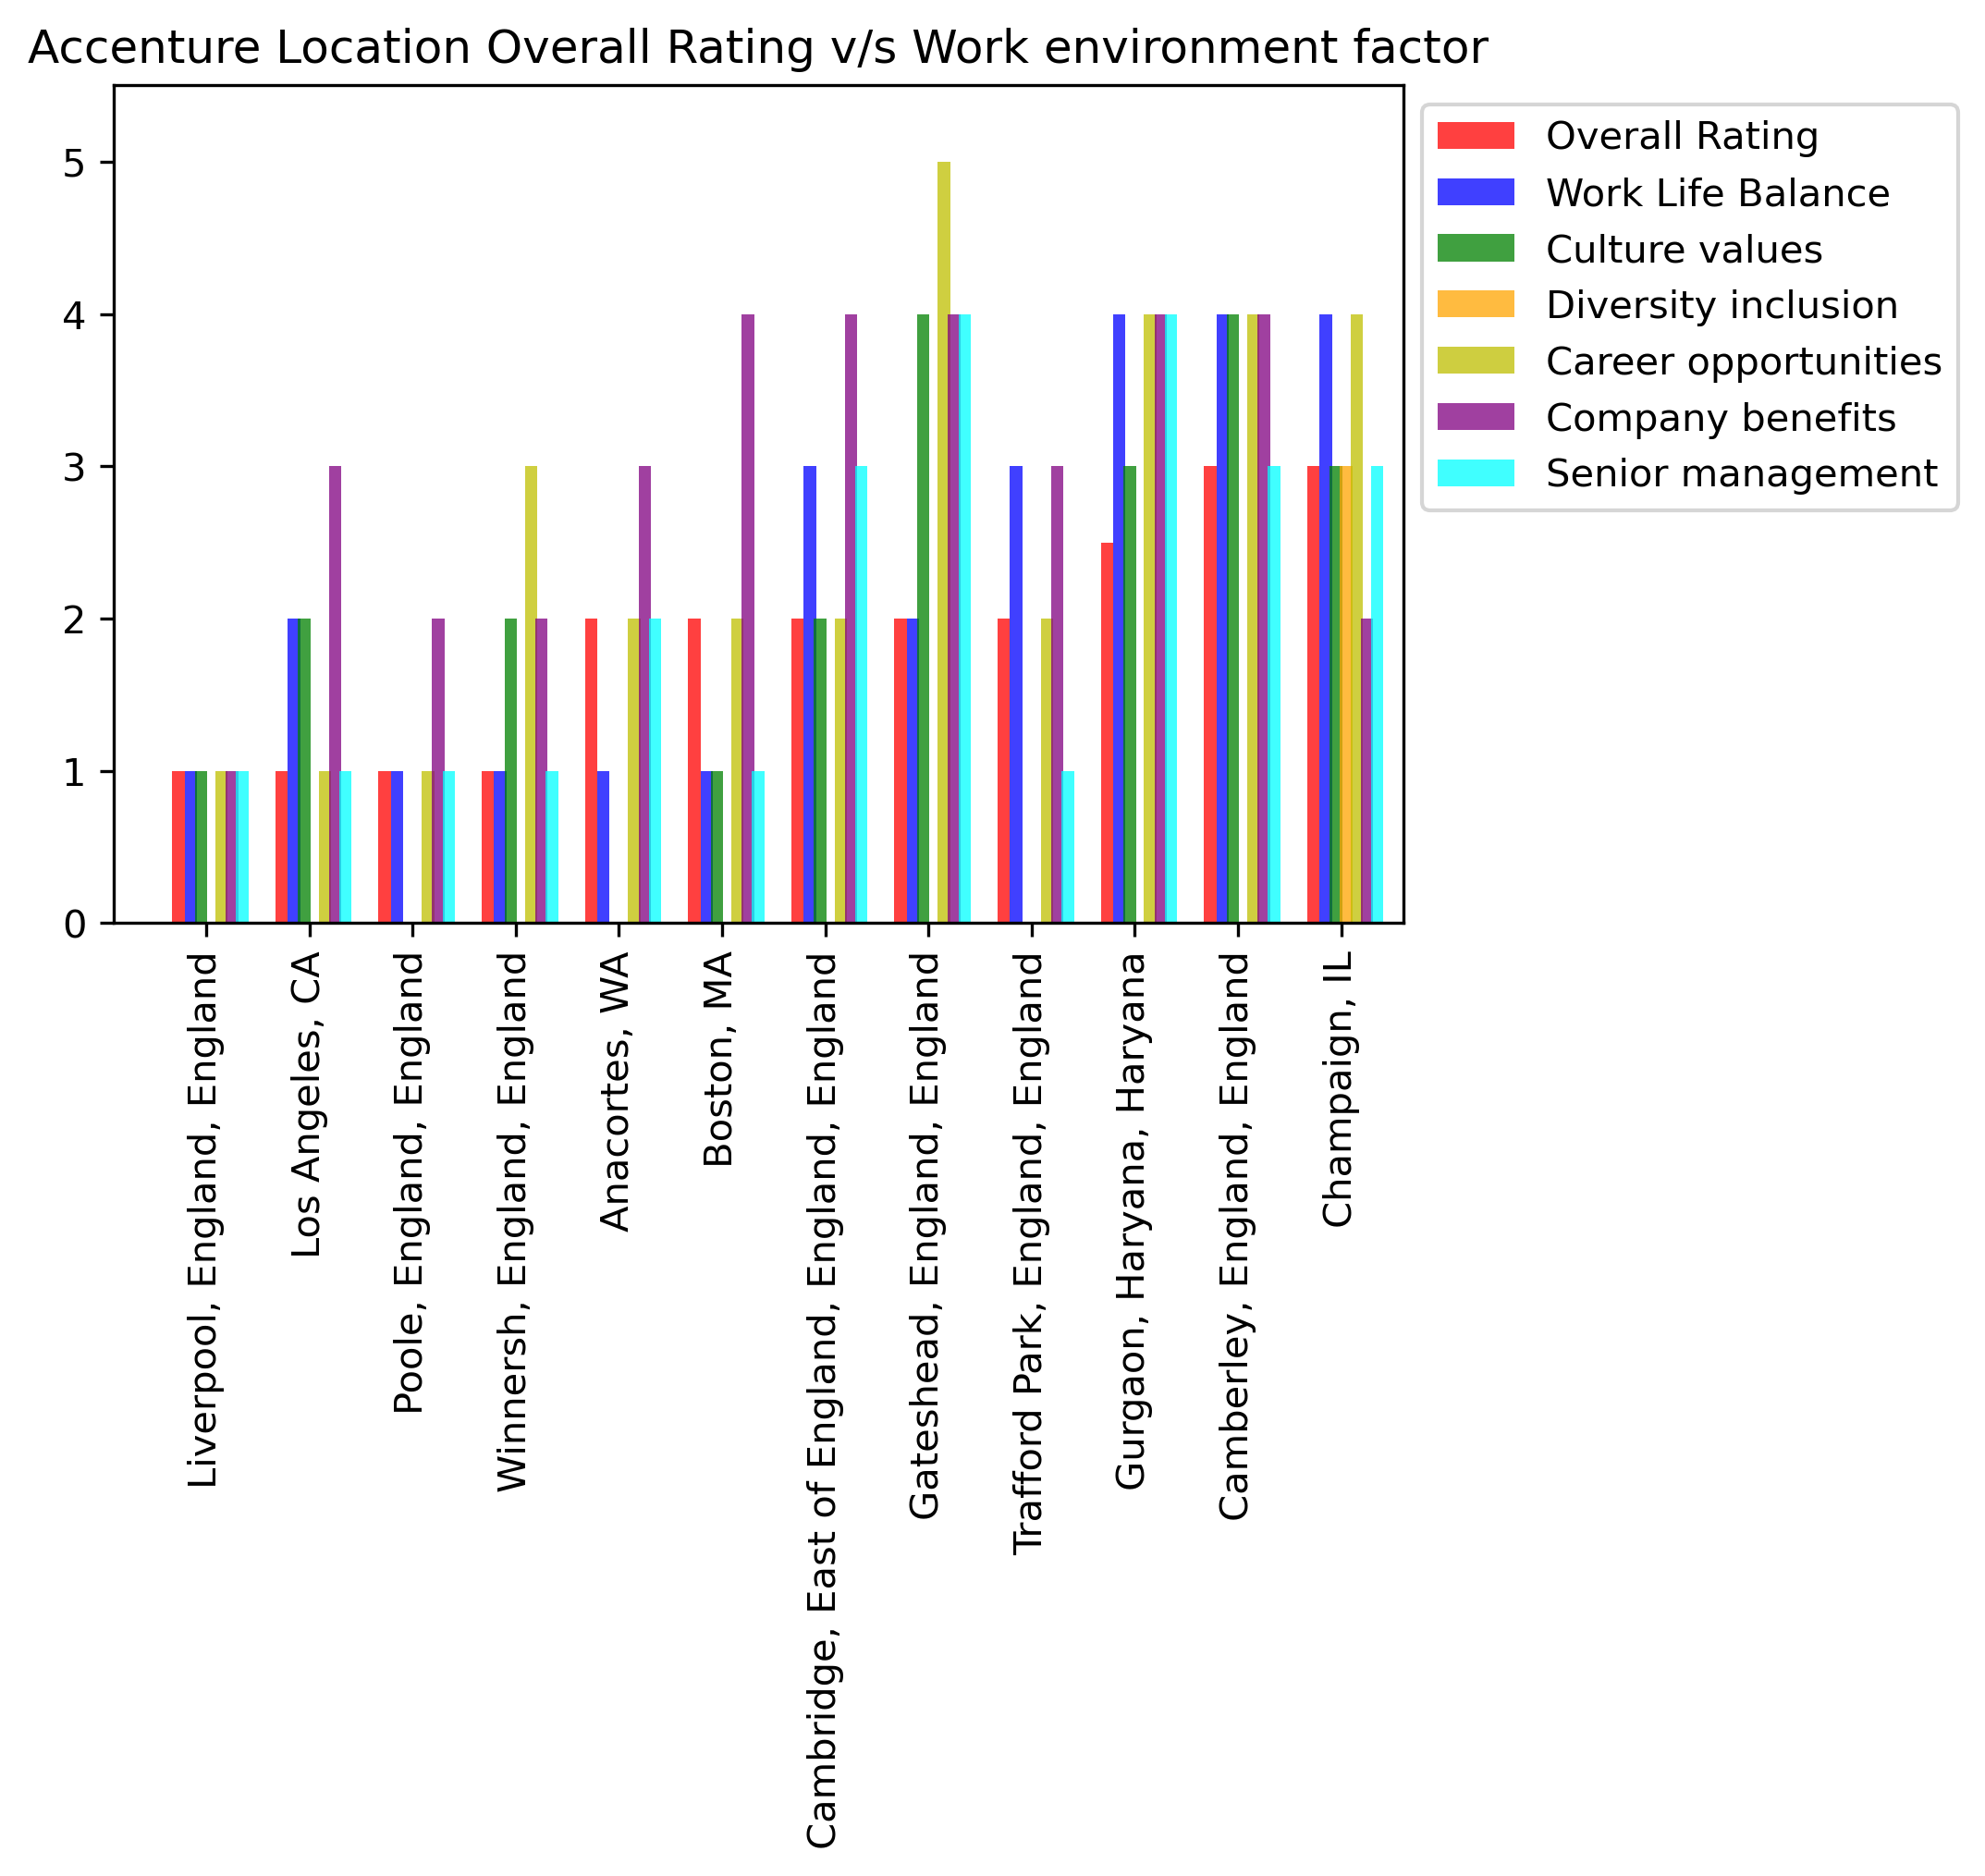 Accenture Location Overall Rating v/s Work environment factor
5
4
3
2
1
0
Overall Rating
Work Life Balance
Culture values
Diversity inclusion
Career opportunities
Company benefits
Senior management
Liverpool, England, England
Los Angeles, CA
Poole, England, England
Winnersh, England, England
Anacortes, WA
Boston, MA
Cambridge, East of England, England, England
Gateshead, England, England
Trafford Park, England, England
Gurgaon, Haryana, Haryana
Camberley, England, England
Champaign, IL